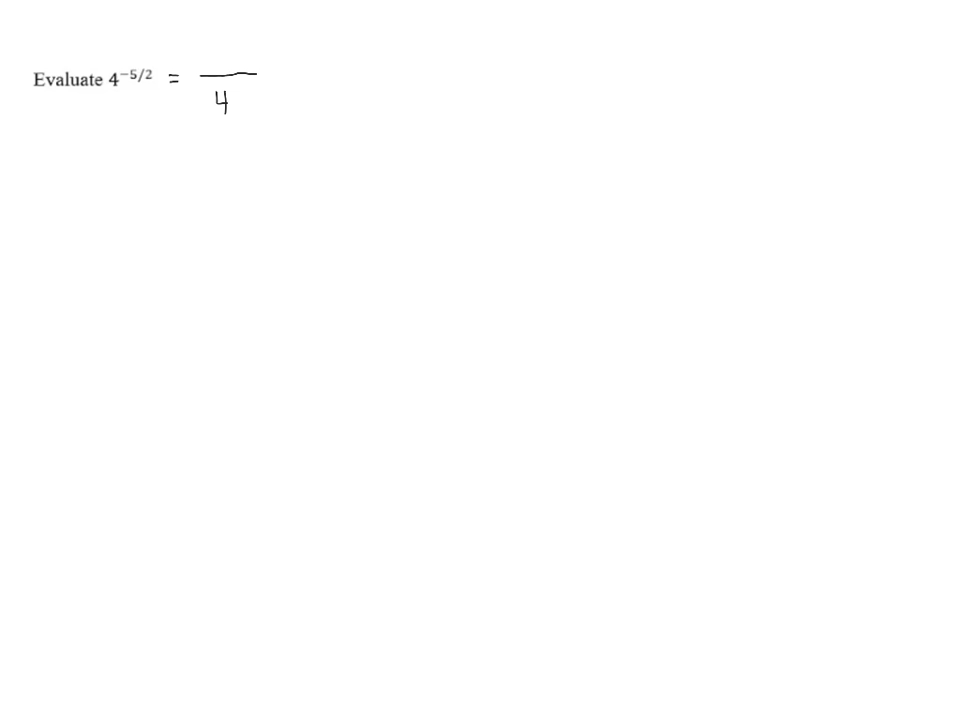 Evaluate 4^{-5/2} = ―
4